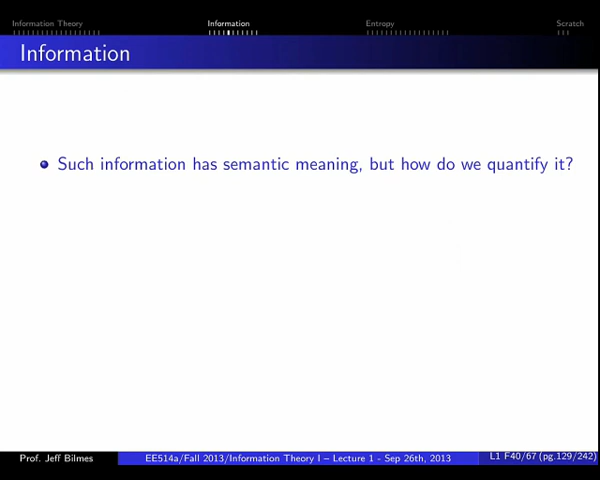 Information Theory
Information
Entropy
Scratch
Information
Such information has semantic meaning, but how do we quantify it?
Prof. Jeff Bilmes
EE514a/Fall 2013/Information Theory I – Lecture 1 - Sep 26th, 2013
L1 F40/67 (pg.129/242)